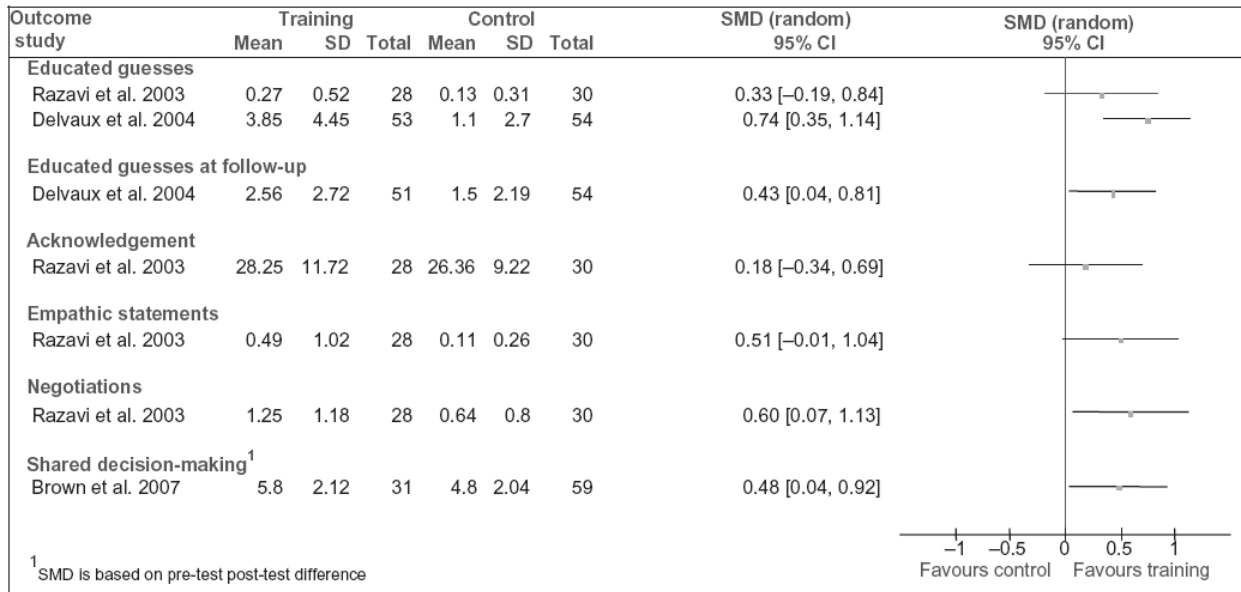 Outcome Training Control SMD (random) SMD (random)
study Mean SD Total Mean SD Total 95% CI 95% CI
Educated guesses
Razavi et al. 2003 0.27 0.52 28 0.13 0.31 30 0.33 [–0.19, 0.84]
Delvaux et al. 2004 3.85 4.45 53 1.1 2.7 54 0.74 [0.35, 1.14]
Educated guesses at follow-up
Delvaux et al. 2004 2.56 2.72 51 1.5 2.19 54 0.43 [0.04, 0.81]
Acknowledgement
Razavi et al. 2003 28.25 11.72 28 26.36 9.22 30 0.18 [–0.34, 0.69]
Empathic statements
Razavi et al. 2003 0.49 1.02 28 0.11 0.26 30 0.51 [–0.01, 1.04]
Negotiations
Razavi et al. 2003 1.25 1.18 28 0.64 0.8 30 0.60 [0.07, 1.13]
Shared decision-making¹
Brown et al. 2007 5.8 2.12 31 4.8 2.04 59 0.48 [0.04, 0.92]
–1 –0.5 0 0.5 1
Favours control Favours training
¹SMD is based on pre-test post-test difference